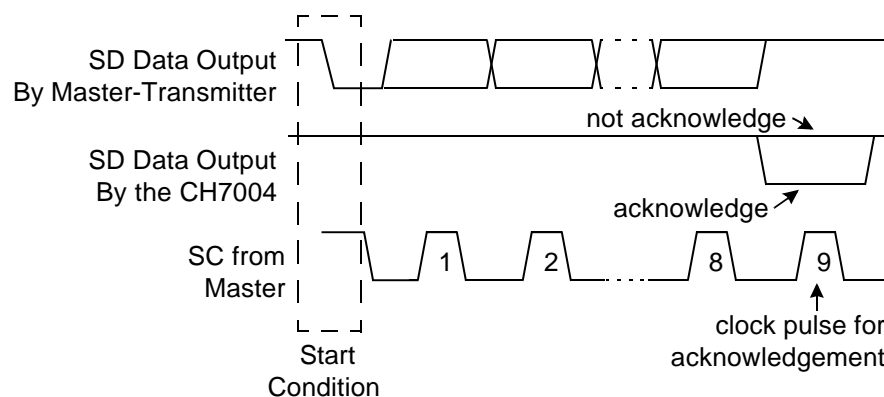 SD Data Output
By Master-Transmitter
not acknowledge
SD Data Output
By the CH7004
acknowledge
SC from
Master
1
2
8
9
clock pulse for
acknowledgement
Start
Condition